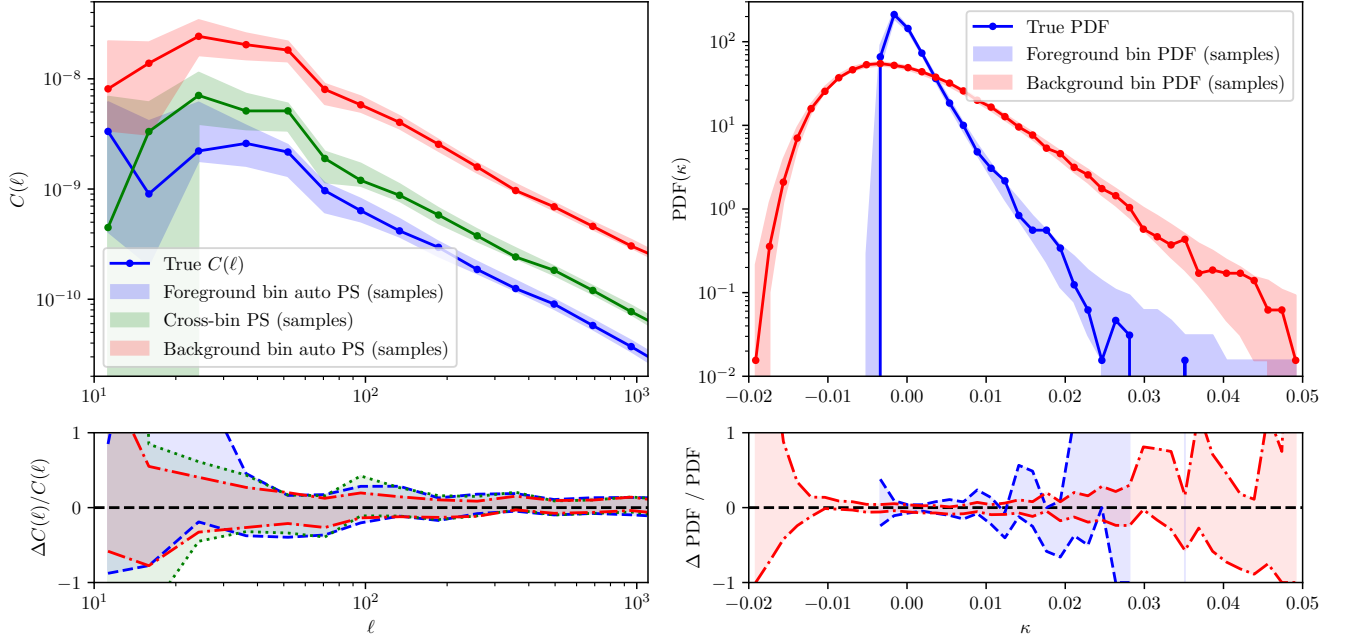 10⁻⁸
10⁻⁹
10⁻¹⁰
C(ℓ)
True C(ℓ)
Foreground bin auto PS (samples)
Cross-bin PS (samples)
Background bin auto PS (samples)
10¹
10²
10³
10²
10¹
10⁰
10⁻¹
10⁻²
PDF(κ)
True PDF
Foreground bin PDF (samples)
Background bin PDF (samples)
−0.02
−0.01
0.00
0.01
0.02
0.03
0.04
0.05
1
0
−1
ΔC(ℓ)/C(ℓ)
10¹
10²
10³
ℓ
1
0
−1
Δ PDF / PDF
−0.02
−0.01
0.00
0.01
0.02
0.03
0.04
0.05
κ